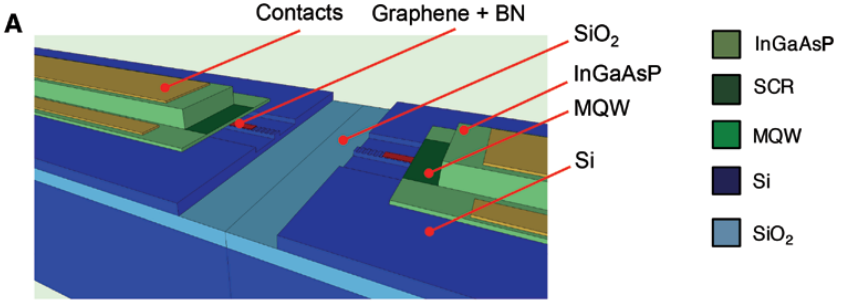 A
Contacts
Graphene + BN
SiO₂
InGaAsP
MQW
Si
InGaAsP
SCR
MQW
Si
SiO₂